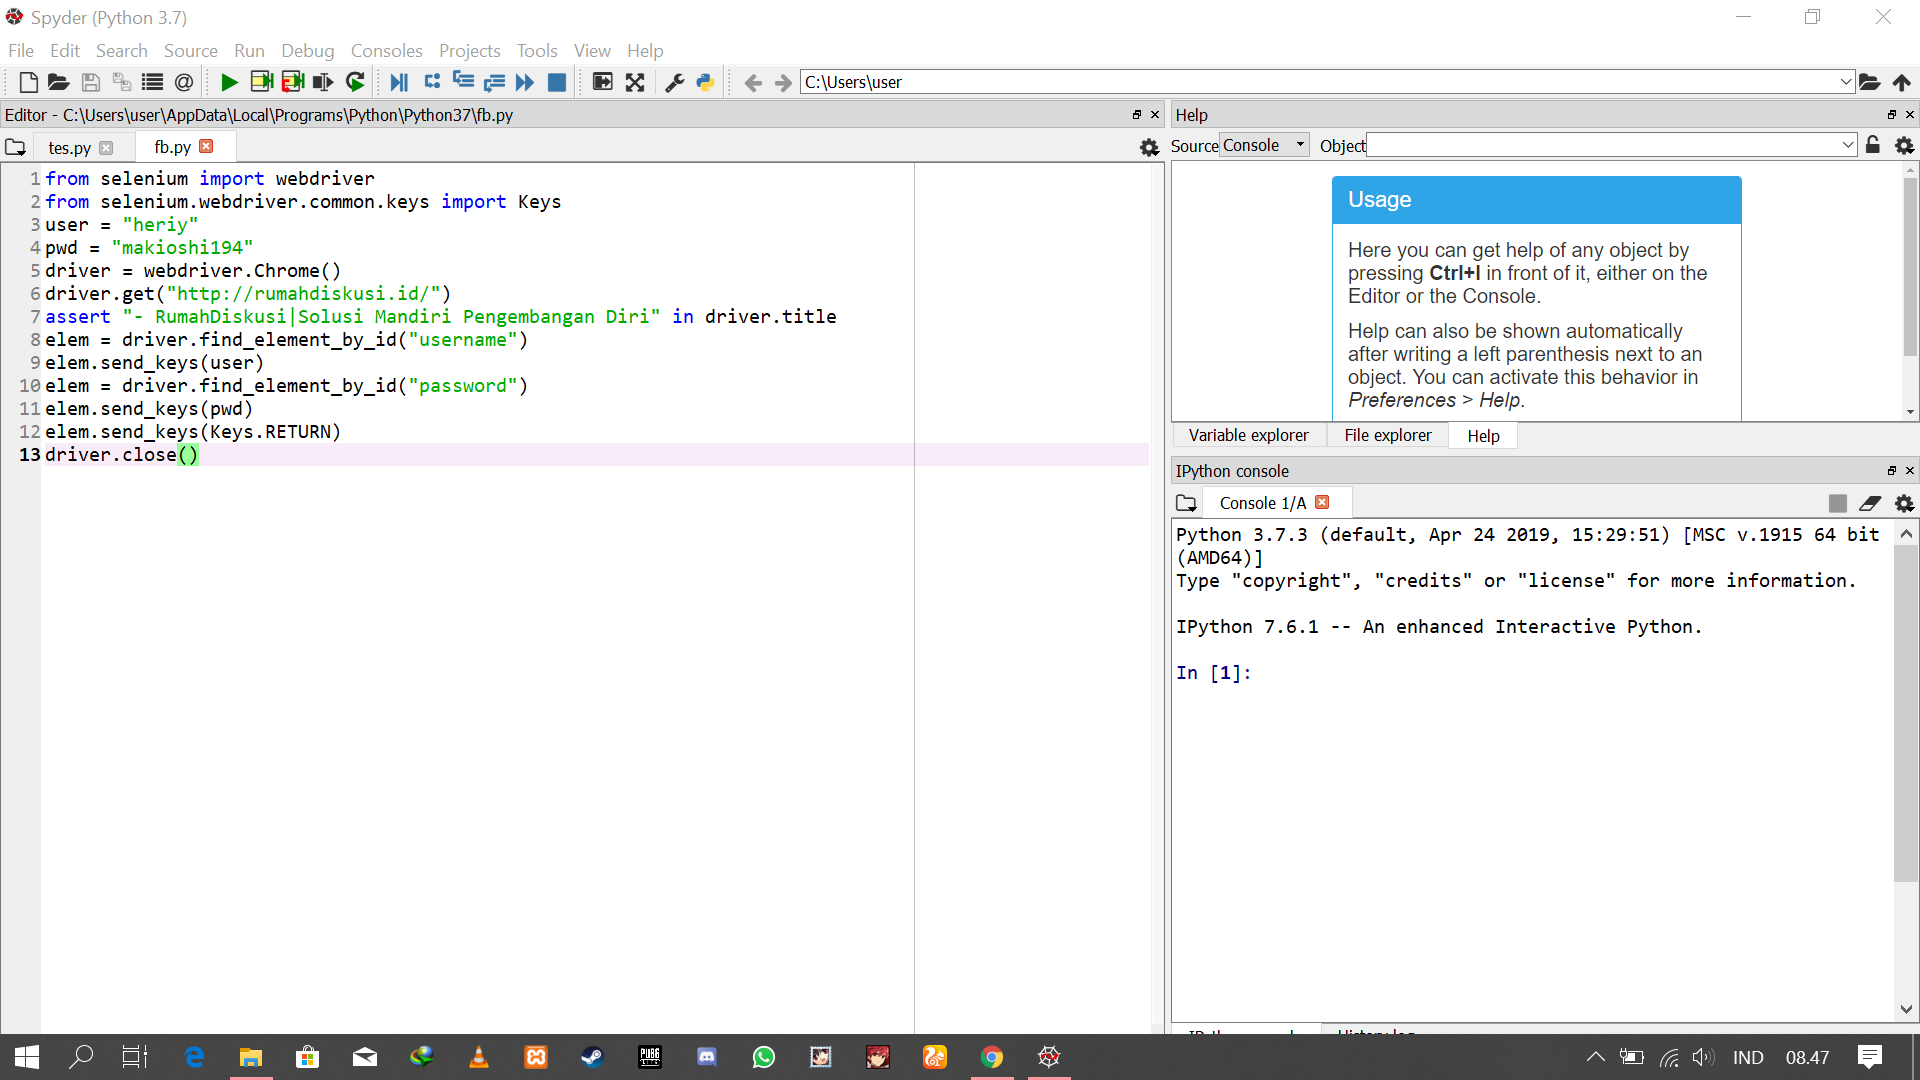 Spyder (Python 3.7)
File Edit Search Source Run Debug Consoles Projects Tools View Help
C:\Users\user
Editor - C:\Users\user\AppData\Local\Programs\Python\Python37\fb.py
tes.py fb.py
1 from selenium import webdriver
2 from selenium.webdriver.common.keys import Keys
3 user = "heriy"
4 pwd = "makioshi194"
5 driver = webdriver.Chrome()
6 driver.get("http://rumahdiskusi.id/")
7 assert "- RumahDiskusi|Solusi Mandiri Pengembangan Diri" in driver.title
8 elem = driver.find_element_by_id("username")
9 elem.send_keys(user)
10 elem = driver.find_element_by_id("password")
11 elem.send_keys(pwd)
12 elem.send_keys(Keys.RETURN)
13 driver.close()
Help
Source Console Object
Usage
Here you can get help of any object by
pressing Ctrl+I in front of it, either on the
Editor or the Console.
Help can also be shown automatically
after writing a left parenthesis next to an
object. You can activate this behavior in
Preferences > Help.
Variable explorer File explorer Help
IPython console
Console 1/A
Python 3.7.3 (default, Apr 24 2019, 15:29:51) [MSC v.1915 64 bit
(AMD64)]
Type "copyright", "credits" or "license" for more information.
IPython 7.6.1 -- An enhanced Interactive Python.
In [1]:
PUBG
IND 08.47